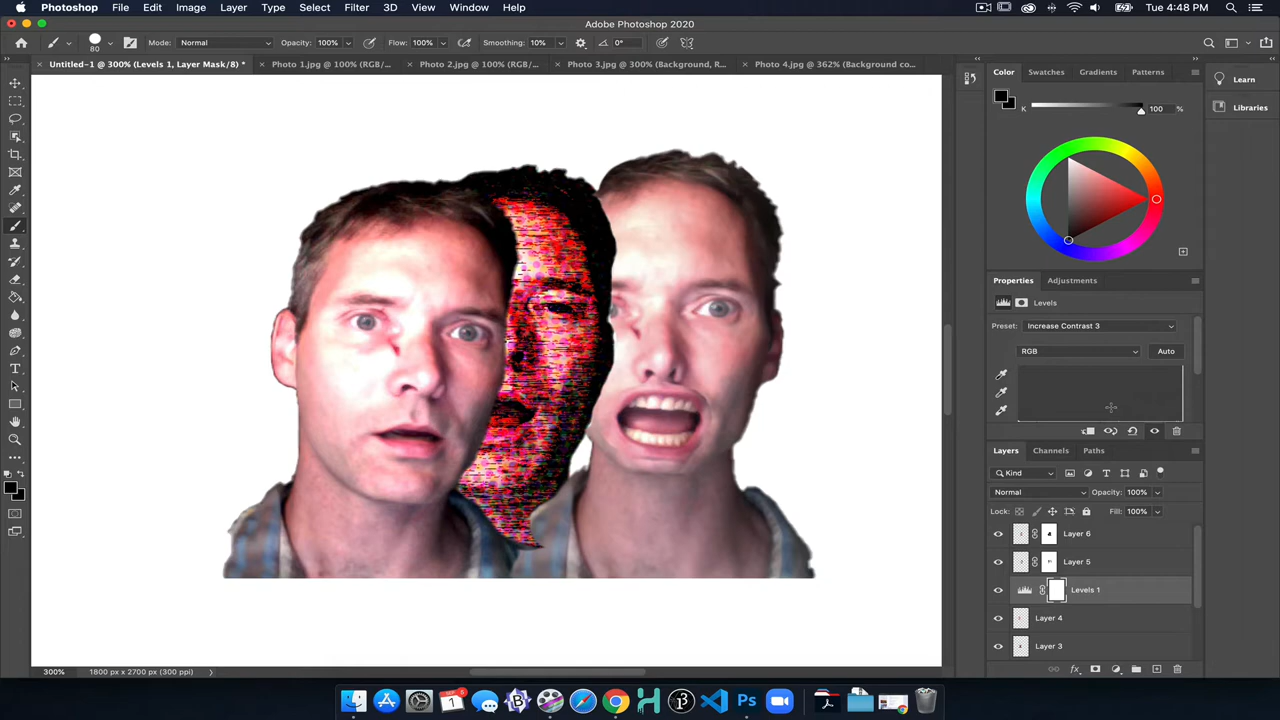 Photoshop File Edit Image Layer Type Select Filter 3D View Window Help Tue 4:48 PM
Adobe Photoshop 2020
80 Mode: Normal Opacity: 100% Flow: 100% Smoothing: 10% 0°
× Untitled-1 @ 300% (Levels 1, Layer Mask/8) * × Photo 1.jpg @ 100% (RGB/... × Photo 2.jpg @ 100% (RGB/... × Photo 3.jpg @ 300% (Background, R... × Photo 4.jpg @ 362% (Background co...
Color Swatches Gradients Patterns
Learn
K 100 %
Libraries
Properties Adjustments
Levels
Preset: Increase Contrast 3
RGB Auto
Layers Channels Paths
Kind
Normal Opacity: 100%
Lock: Fill: 100%
Layer 6
Layer 5
Levels 1
Layer 4
Layer 3
300% 1800 px x 2700 px (300 ppi)
SEP
1
5
B
P
Ps